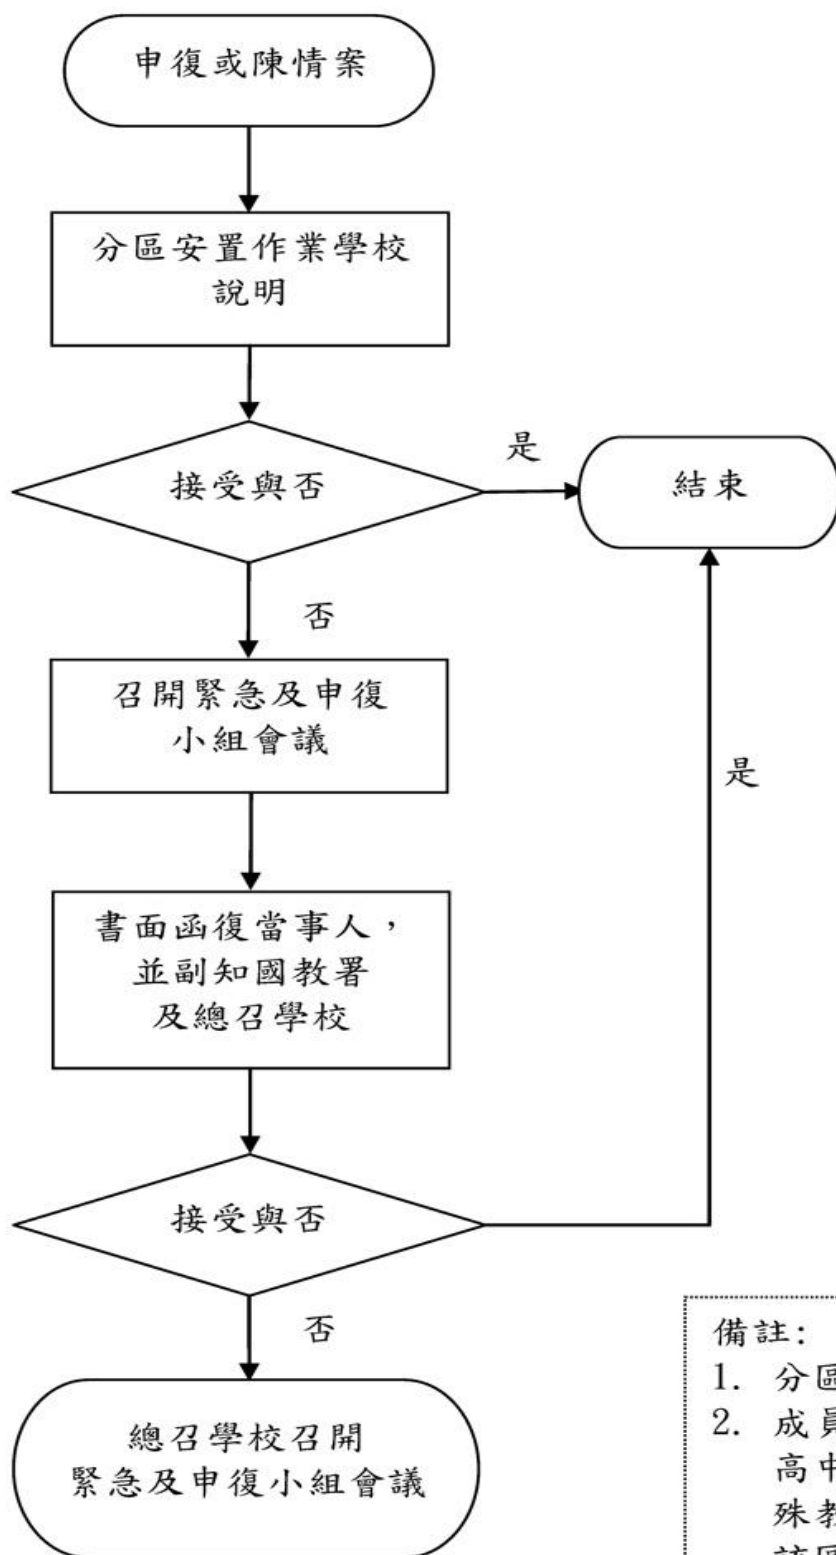 申復或陳情案
分區安置作業學校
說明
接受與否
是
結束
否
召開緊急及申復
小組會議
是
書面函復當事人，
並副知國教署
及總召學校
接受與否
否
總召學校召開
緊急及申復小組會議
備註：
1. 分區
2. 成員
高中
殊教